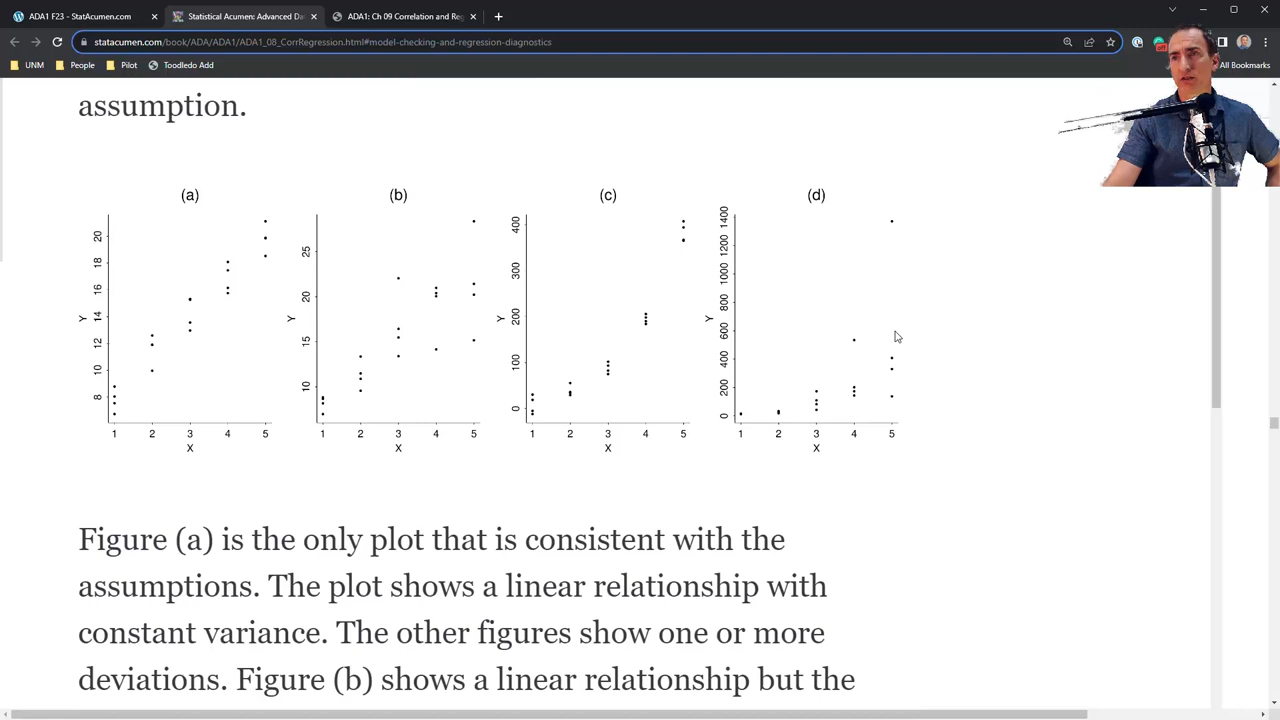 ADA1 F23 - StatAcumen.com
Statistical Acumen: Advanced Da
ADA1: Ch 09 Correlation and Reg
statacumen.com/book/ADA/ADA1/ADA1_08_CorrRegression.html#model-checking-and-regression-diagnostics
UNM People Pilot Toodledo Add All Bookmarks
assumption.
(a) (b) (c) (d)
Y 8 10 12 14 16 18 20
X 1 2 3 4 5
Y 10 15 20 25
X 1 2 3 4 5
Y 0 100 200 300 400
X 1 2 3 4 5
Y 0 200 400 600 800 1000 1200 1400
X 1 2 3 4 5
Figure (a) is the only plot that is consistent with the
assumptions. The plot shows a linear relationship with
constant variance. The other figures show one or more
deviations. Figure (b) shows a linear relationship but the